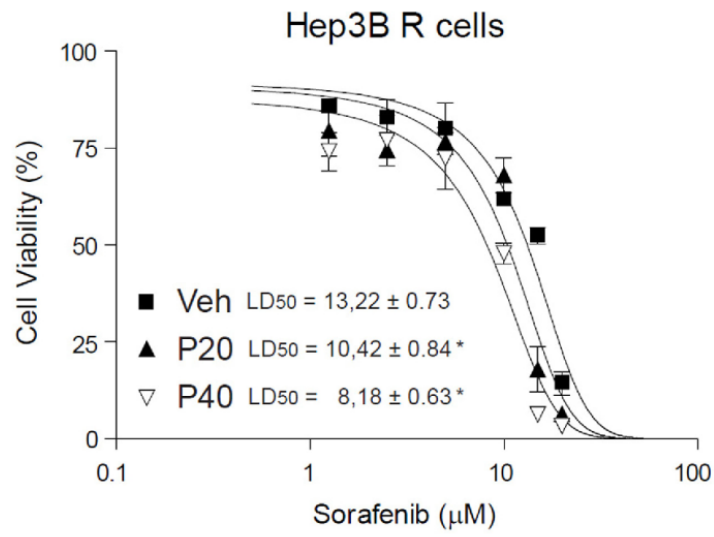 Hep3B R cells
100
75
50
25
0
Cell Viability (%)
Veh LD50 = 13,22 ± 0.73
P20 LD50 = 10,42 ± 0.84 *
P40 LD50 = 8,18 ± 0.63 *
0.1 1 10 100
Sorafenib (μM)